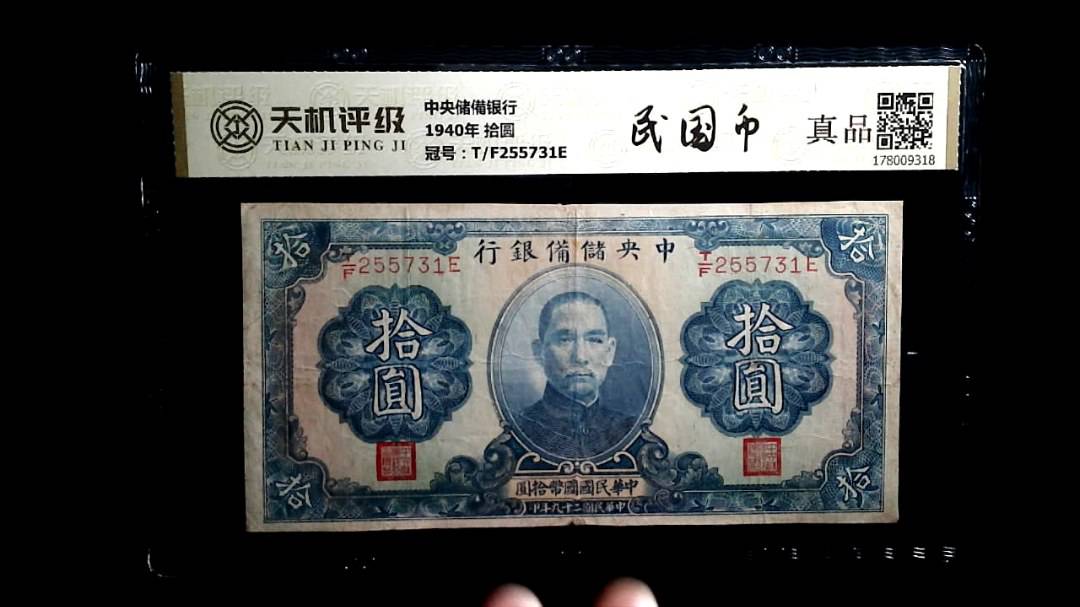 天机评级
TIAN JI PING JI
中央储備银行
1940年 拾圆
冠号：T/F255731E
民国币
真品
178009318
拾
拾
行銀備儲央中
T/F255731E
T/F255731E
拾圓
拾圓
圓拾幣國國民華中
印年九十二國民華中
拾
拾